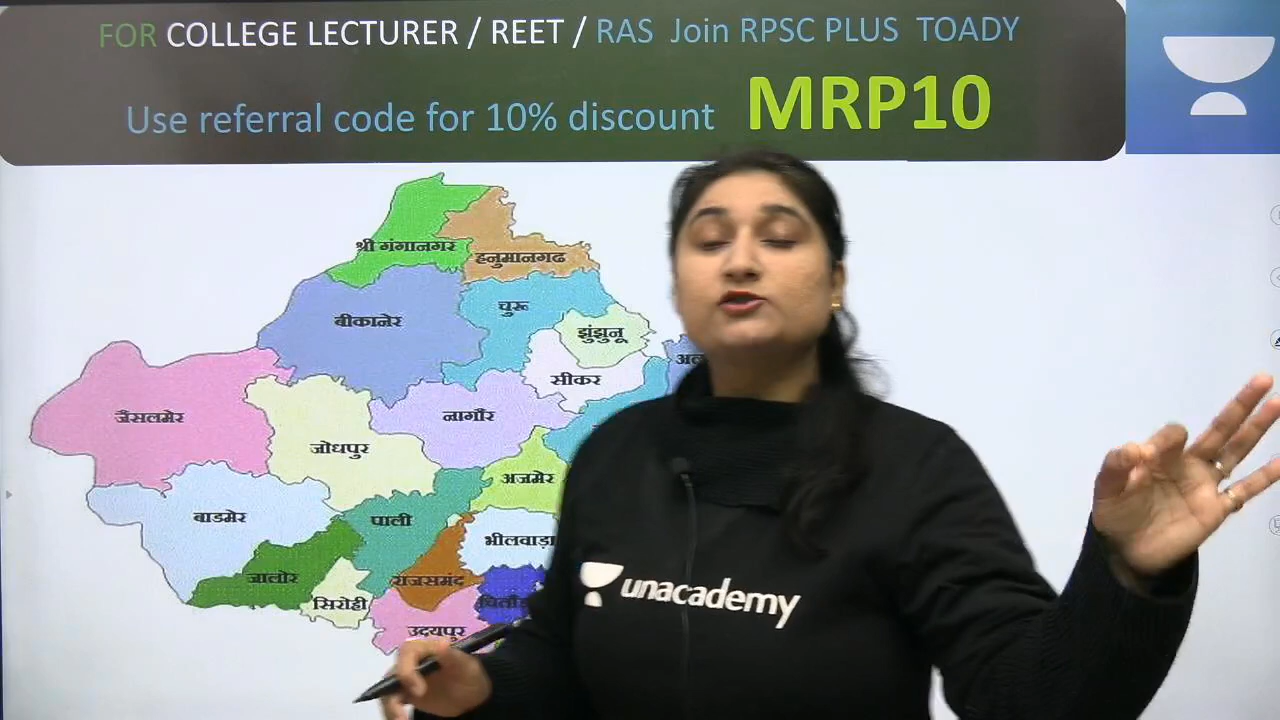 FOR COLLEGE LECTURER / REET / RAS Join RPSC PLUS TOADY
Use referral code for 10% discount MRP10
श्री गंगानगर
हनुमानगढ
चुरू
बीकानेर
झुंझुनू
सीकर
जैसलमेर
नागौर
जोधपुर
अजमेर
बाडमेर
पाली
भीलवाड़ा
जालोर
राजसमंद
सिरोही
उदयपुर
unacademy